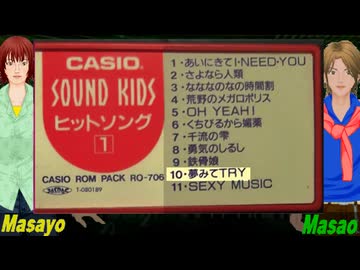 CASIO
SOUND KIDS
ヒットソング
1
CASIO ROM PACK RO-706
JASRAC
T-080189
1・あいにきてI・NEED・YOU
2・さよなら人類
3・なななのなの時間割
4・荒野のメガロポリス
5・OH YEAH!
6・くちびるから媚薬
7・千流の雫
8・勇気のしるし
9・鉄骨娘
10・夢みてTRY
11・SEXY MUSIC
Masayo
Masao